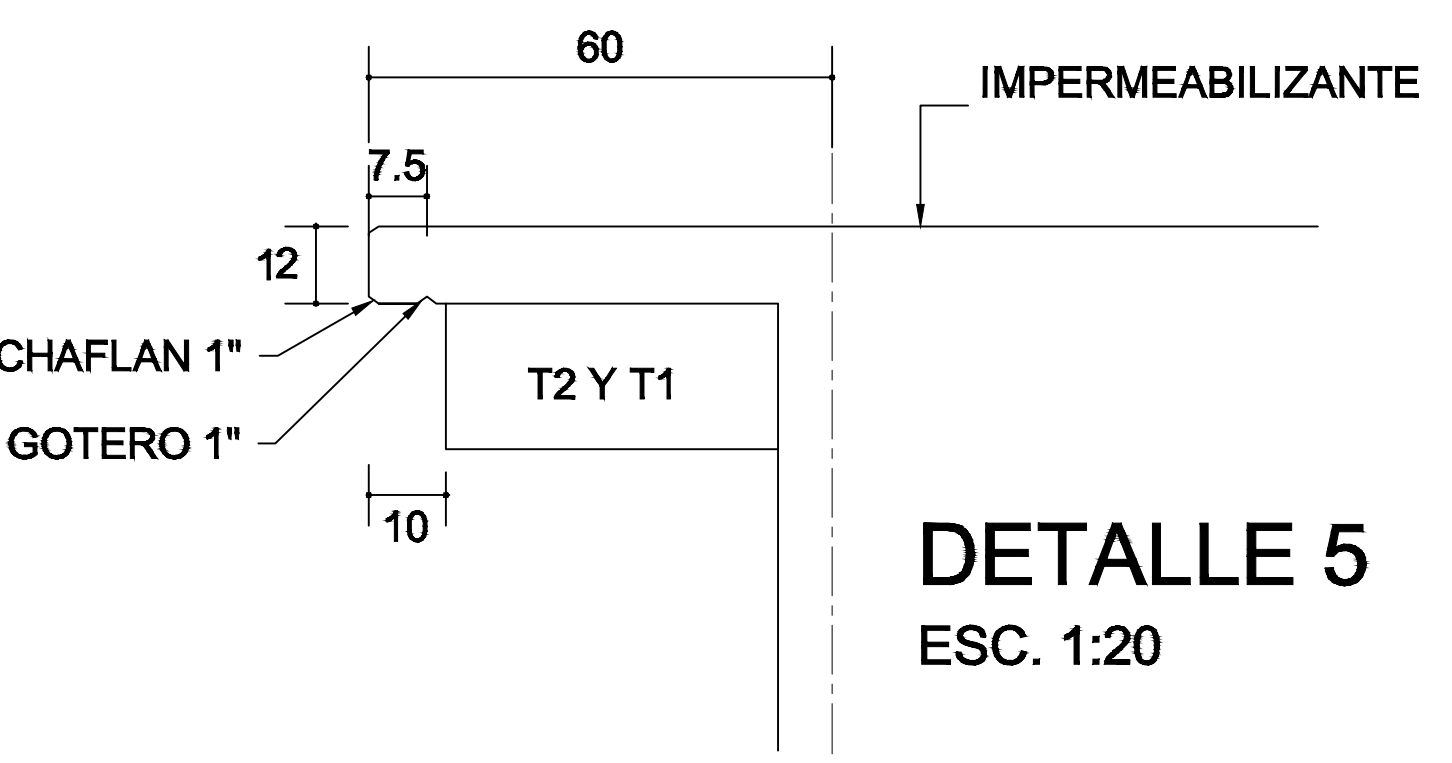 60
IMPERMEABILIZANTE
7.5
12
CHAFLAN 1"
T2 Y T1
GOTERO 1"
10
DETALLE 5
ESC. 1:20